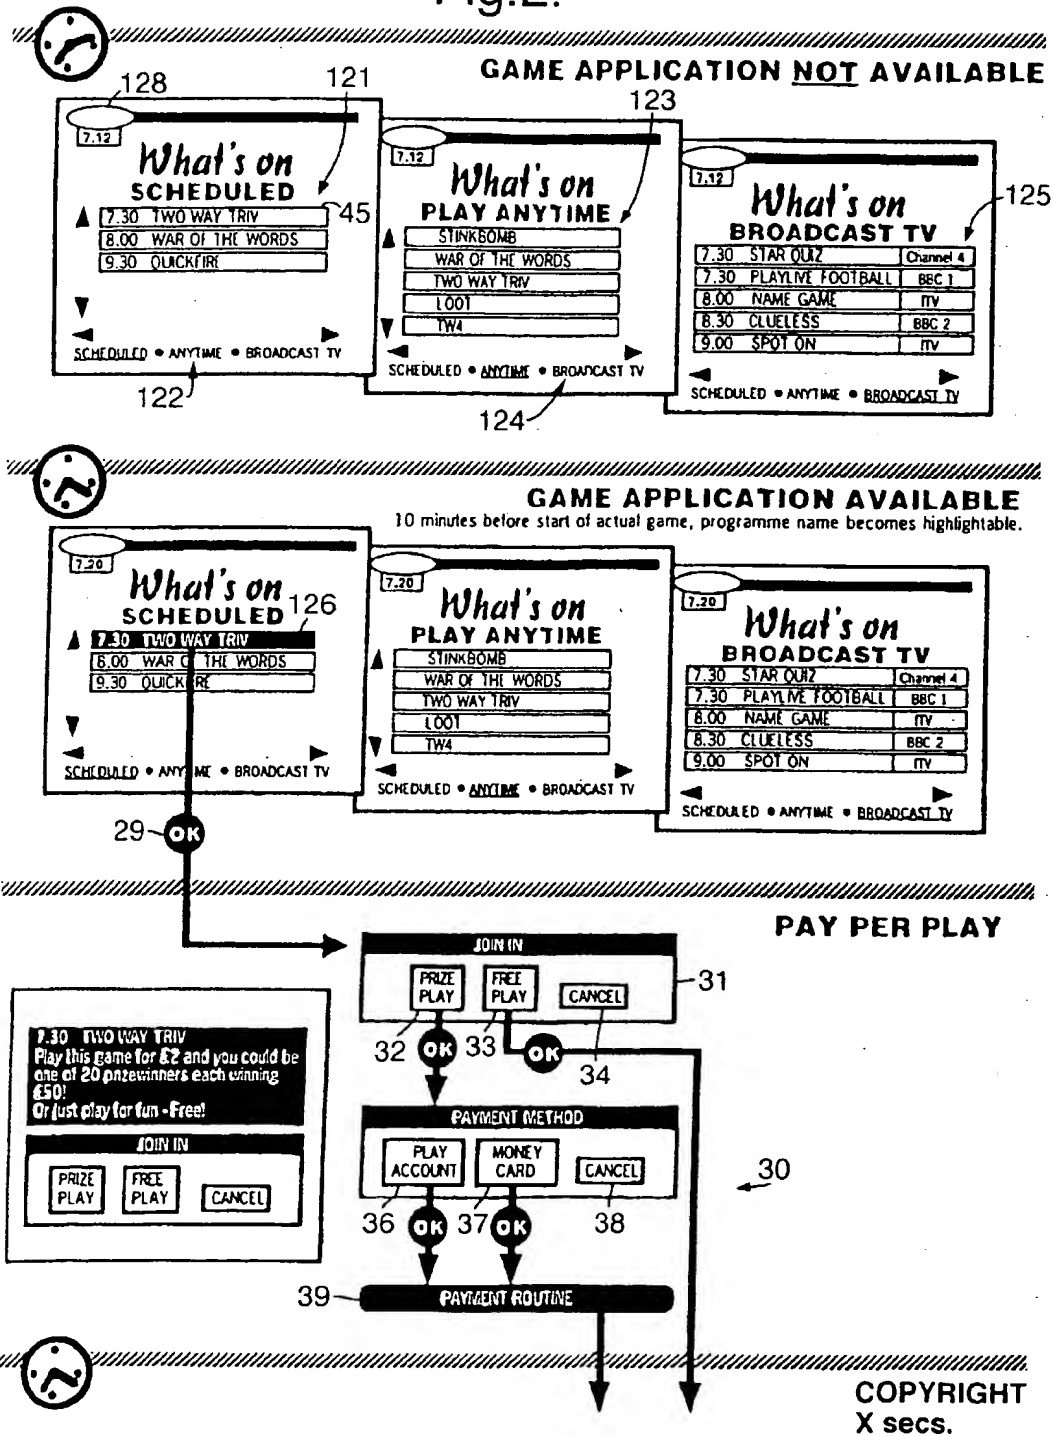 Fig.2.
GAME APPLICATION NOT AVAILABLE
128
121
123
125
7.12
What's on
SCHEDULED
7.30 TWO WAY TRIV
45
8.00 WAR OF THE WORDS
9.30 QUICKFIRE
SCHEDULED • ANYTIME • BROADCAST TV
122
7.12
What's on
PLAY ANYTIME
STINKBOMB
WAR OF THE WORDS
TWO WAY TRIV
LOOT
TW4
SCHEDULED • ANYTIME • BROADCAST TV
124
7.12
What's on
BROADCAST TV
7.30 STAR QUIZ Channel 4
7.30 PLAYLIVE FOOTBALL BBC 1
8.00 NAME GAME ITV
8.30 CLUELESS BBC 2
9.00 SPOT ON ITV
SCHEDULED • ANYTIME • BROADCAST TV
GAME APPLICATION AVAILABLE
10 minutes before start of actual game, programme name becomes highlightable.
7.20
What's on
SCHEDULED
126
7.30 TWO WAY TRIV
8.00 WAR OF THE WORDS
9.30 QUICKFIRE
SCHEDULED • ANYTIME • BROADCAST TV
7.20
What's on
PLAY ANYTIME
STINKBOMB
WAR OF THE WORDS
TWO WAY TRIV
LOOT
TW4
SCHEDULED • ANYTIME • BROADCAST TV
7.20
What's on
BROADCAST TV
7.30 STAR QUIZ Channel 4
7.30 PLAYLIVE FOOTBALL BBC 1
8.00 NAME GAME ITV
8.30 CLUELESS BBC 2
9.00 SPOT ON ITV
SCHEDULED • ANYTIME • BROADCAST TV
29
OK
PAY PER PLAY
JOIN IN
PRIZE PLAY
FREE PLAY
CANCEL
31
32
OK
33
OK
34
7.30 TWO WAY TRIV
Play this game for £2 and you could be
one of 20 prizewinners each winning
£50!
Or just play for fun - Free!
JOIN IN
PRIZE PLAY
FREE PLAY
CANCEL
PAYMENT METHOD
PLAY ACCOUNT
MONEY CARD
CANCEL
30
36
OK
37
OK
38
39
PAYMENT ROUTINE
COPYRIGHT
X secs.